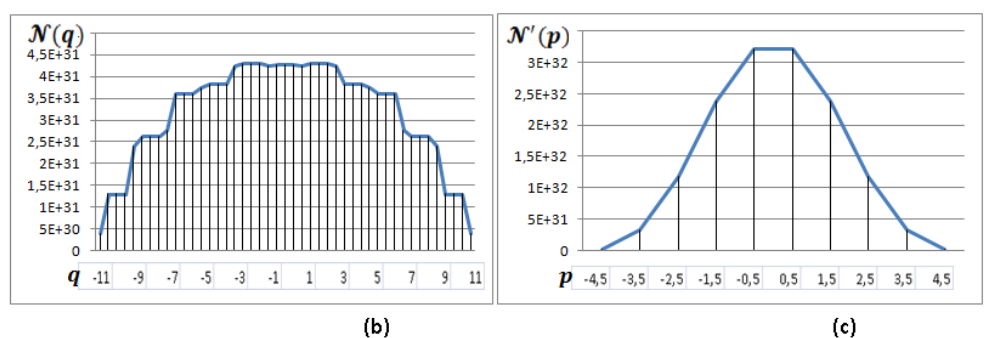 𝒩(q)
4,5E+31
4E+31
3,5E+31
3E+31
2,5E+31
2E+31
1,5E+31
1E+31
5E+30
0
q -11 -9 -7 -5 -3 -1 1 3 5 7 9 11
(b)
𝒩′(p)
3E+32
2,5E+32
2E+32
1,5E+32
1E+32
5E+31
0
p -4,5 -3,5 -2,5 -1,5 -0,5 0,5 1,5 2,5 3,5 4,5
(c)